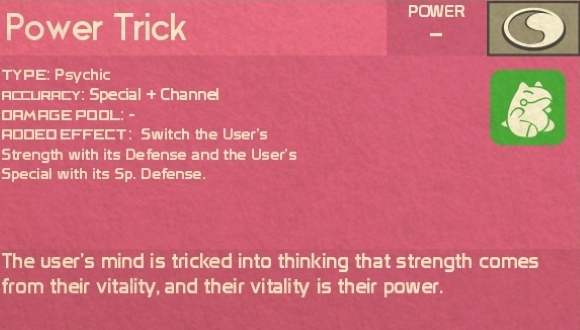 Power Trick
POWER
–
TYPE: Psychic
ACCURACY: Special + Channel
DAMAGE POOL: -
ADDED EFFECT: Switch the User's
Strength with its Defense and the User's
Special with its Sp. Defense.
The user's mind is tricked into thinking that strength comes
from their vitality, and their vitality is their power.